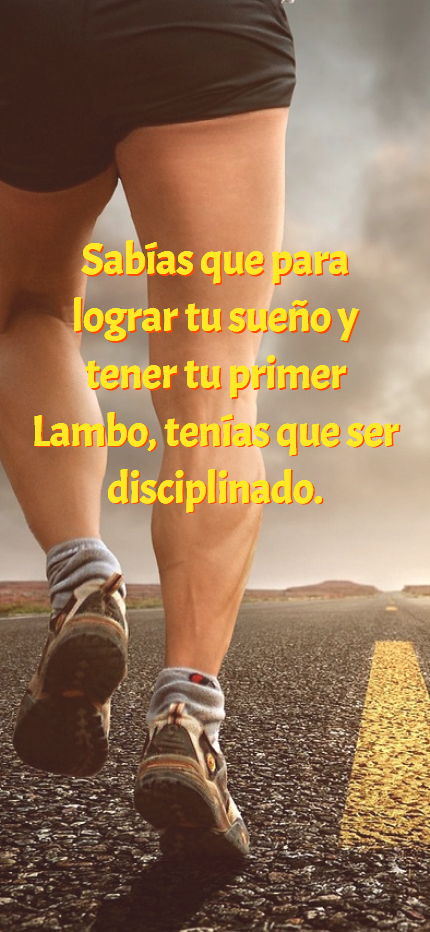 Sabías que para
lograr tu sueño y
tener tu primer
Lambo, tenías que ser
disciplinado.